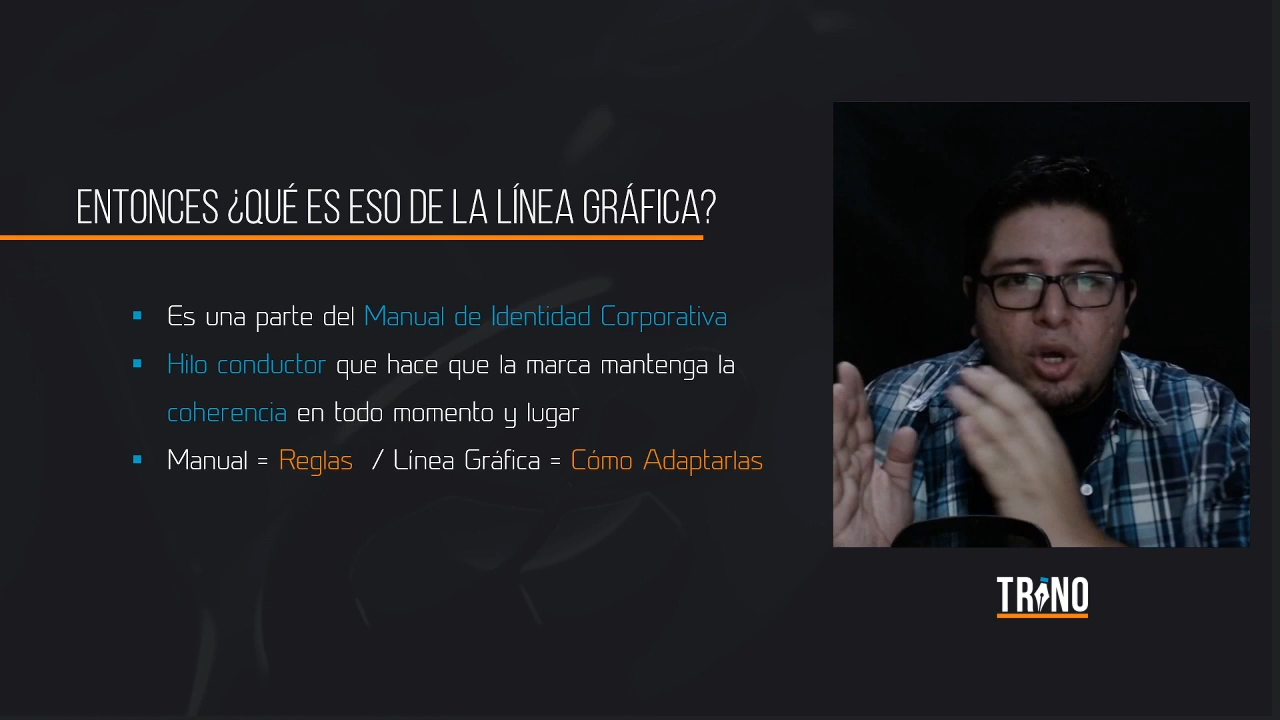 ENTONCES ¿QUÉ ES ESO DE LA LÍNEA GRÁFICA?
Es una parte del Manual de Identidad Corporativa
Hilo conductor que hace que la marca mantenga la
coherencia en todo momento y lugar
Manual = Reglas / Línea Gráfica = Cómo Adaptarlas
TRINO